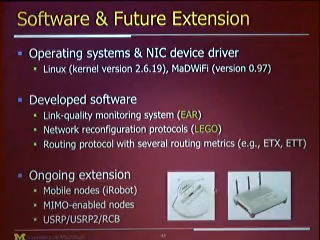 Software & Future Extension
Operating systems & NIC device driver
Linux (kernel version 2.6.19), MaDWiFi (version 0.97)
Developed software
Link-quality monitoring system (EAR)
Network reconfiguration protocols (LEGO)
Routing protocol with several routing metrics (e.g., ETX, ETT)
Ongoing extension
Mobile nodes (iRobot)
MIMO-enabled nodes
USRP/USRP2/RCB